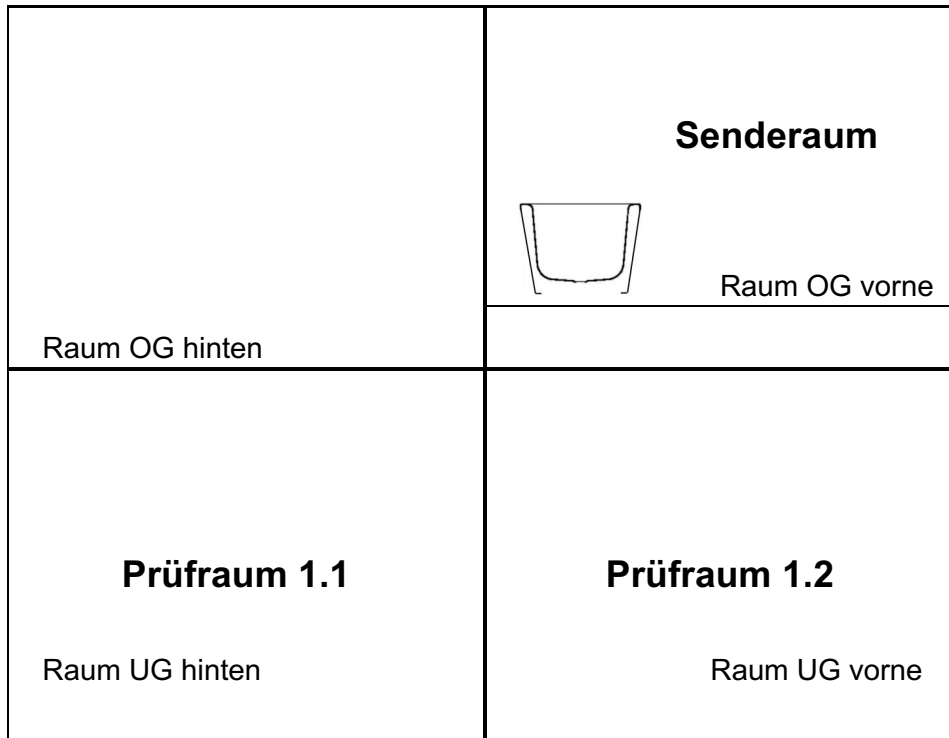 Senderaum
Raum OG vorne
Raum OG hinten
Prüfraum 1.1
Prüfraum 1.2
Raum UG hinten
Raum UG vorne